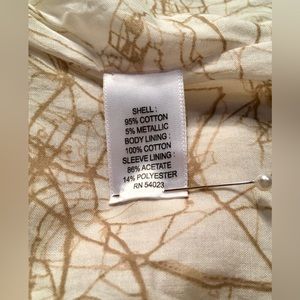 SHELL :
95% COTTON
5% METALLIC
BODY LINING :
100% COTTON
SLEEVE LINING :
86% ACETATE
14% POLYESTER
RN 54023